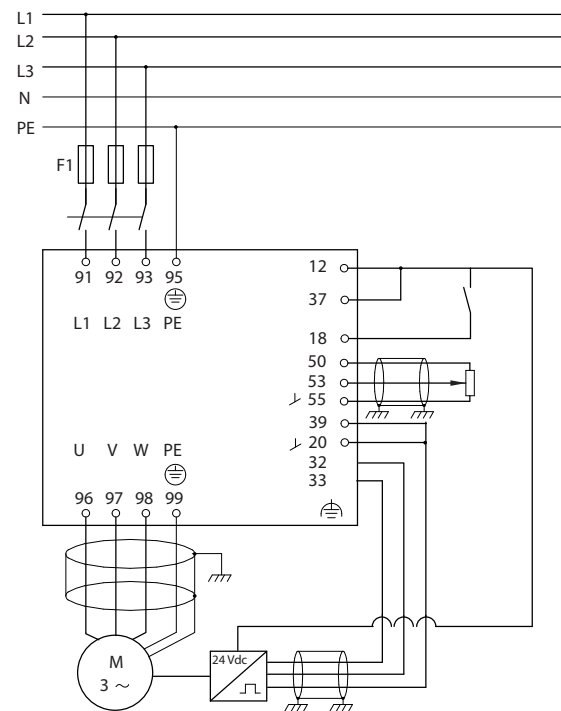 L1
L2
L3
N
PE
F1
91 92 93 95
L1 L2 L3 PE
12
37
18
50
53
55
39
20
32
33
U V W PE
96 97 98 99
M
3 ~
24 Vdc